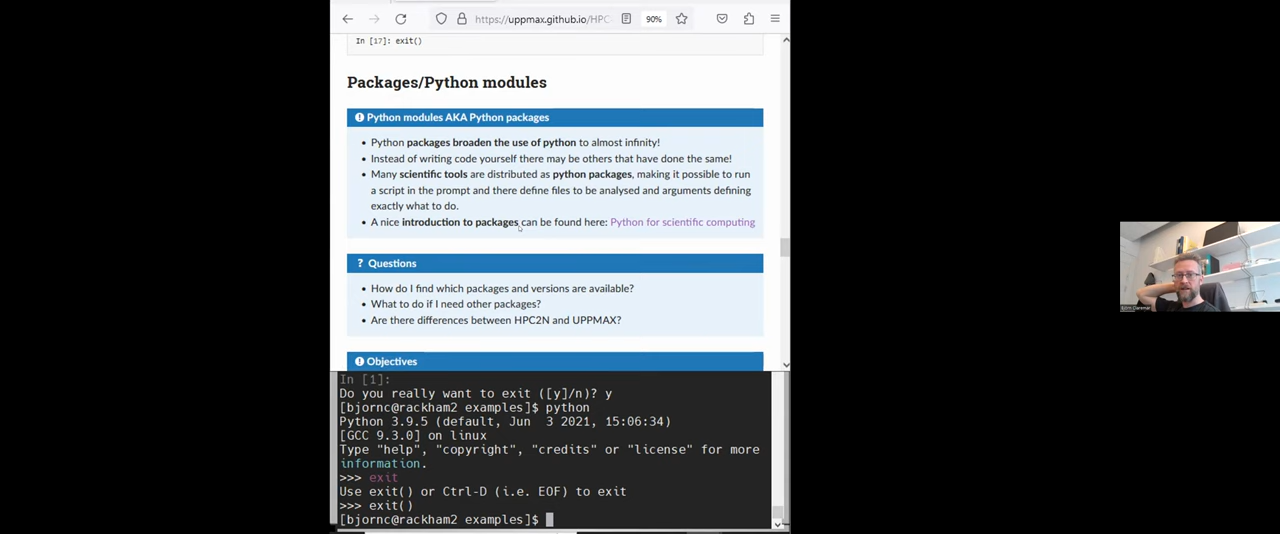 https://uppmax.github.io/HPC
90%
In [17]: exit()
Packages/Python modules
Python modules AKA Python packages
• Python packages broaden the use of python to almost infinity!
• Instead of writing code yourself there may be others that have done the same!
• Many scientific tools are distributed as python packages, making it possible to run
a script in the prompt and there define files to be analysed and arguments defining
exactly what to do.
• A nice introduction to packages can be found here: Python for scientific computing
? Questions
• How do I find which packages and versions are available?
• What to do if I need other packages?
• Are there differences between HPC2N and UPPMAX?
Objectives
In [1]:
Do you really want to exit ([y]/n)? y
[bjornc@rackham2 examples]$ python
Python 3.9.5 (default, Jun  3 2021, 15:06:34)
[GCC 9.3.0] on linux
Type "help", "copyright", "credits" or "license" for more
information.
>>> exit
Use exit() or Ctrl-D (i.e. EOF) to exit
>>> exit()
[bjornc@rackham2 examples]$